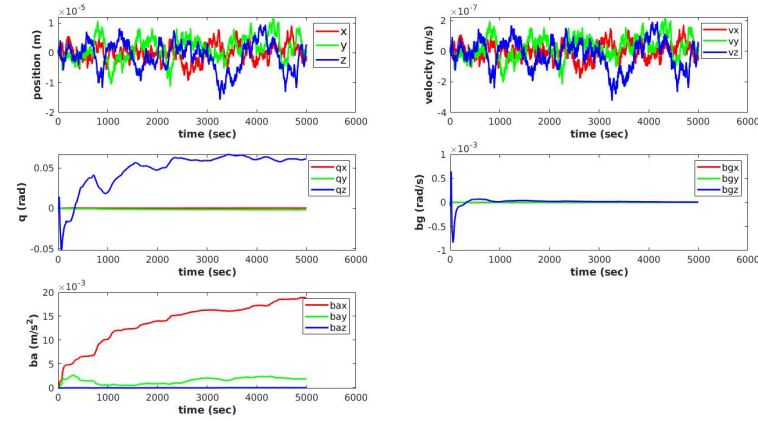 ×10⁻⁵
1
0
-1
-2
position (m)
x
y
z
0 1000 2000 3000 4000 5000 6000
time (sec)
×10⁻⁷
2
0
-2
-4
velocity (m/s)
vx
vy
vz
0 1000 2000 3000 4000 5000 6000
time (sec)
0.05
0
-0.05
q (rad)
qx
qy
qz
0 1000 2000 3000 4000 5000 6000
time (sec)
×10⁻³
1
0.5
0
-0.5
-1
bg (rad/s)
bgx
bgy
bgz
0 1000 2000 3000 4000 5000 6000
time (sec)
×10⁻³
20
15
10
5
0
ba (m/s²)
bax
bay
baz
0 1000 2000 3000 4000 5000 6000
time (sec)